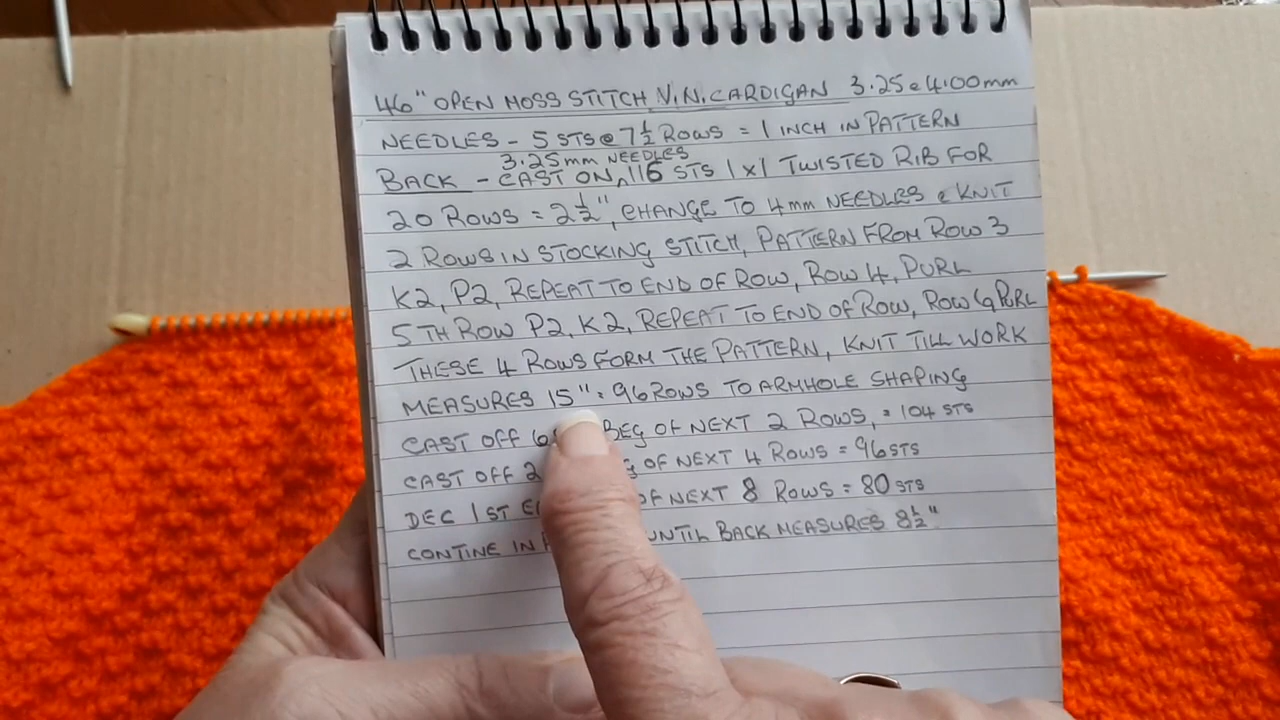 46" OPEN MOSS STITCH V.N. CARDIGAN 3.25 & 4.00mm
NEEDLES - 5 STS @ 7½ ROWS = 1 INCH IN PATTERN
3.25mm NEEDLES
BACK - CAST ON 116 STS 1X1 TWISTED RIB FOR
20 ROWS = 2½", CHANGE TO 4mm NEEDLES & KNIT
2 ROWS IN STOCKING STITCH, PATTERN FROM ROW 3
K2, P2, REPEAT TO END OF ROW, ROW 4, PURL
5TH ROW P2, K2, REPEAT TO END OF ROW, ROW 6 PURL
THESE 4 ROWS FORM THE PATTERN, KNIT TILL WORK
MEASURES 15" = 96 ROWS TO ARMHOLE SHAPING
CAST OFF 6 BEG OF NEXT 2 ROWS, = 104 STS
CAST OFF 2 OF NEXT 4 ROWS = 96 STS
DEC 1ST OF NEXT 8 ROWS = 80 STS
CONTINE IN UNTIL BACK MEASURES 8½"